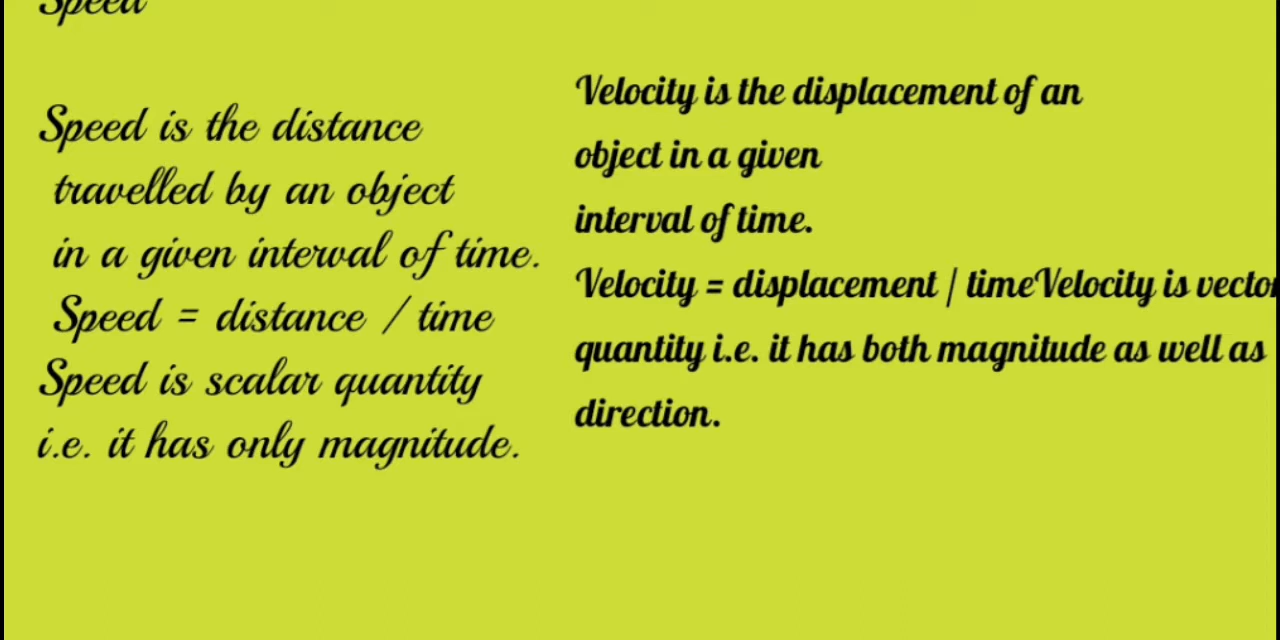 Speed
Speed is the distance
travelled by an object
in a given interval of time.
Speed = distance / time
Speed is scalar quantity
i.e. it has only magnitude.
Velocity is the displacement of an
object in a given
interval of time.
Velocity = displacement / timeVelocity is vector
quantity i.e. it has both magnitude as well as
direction.